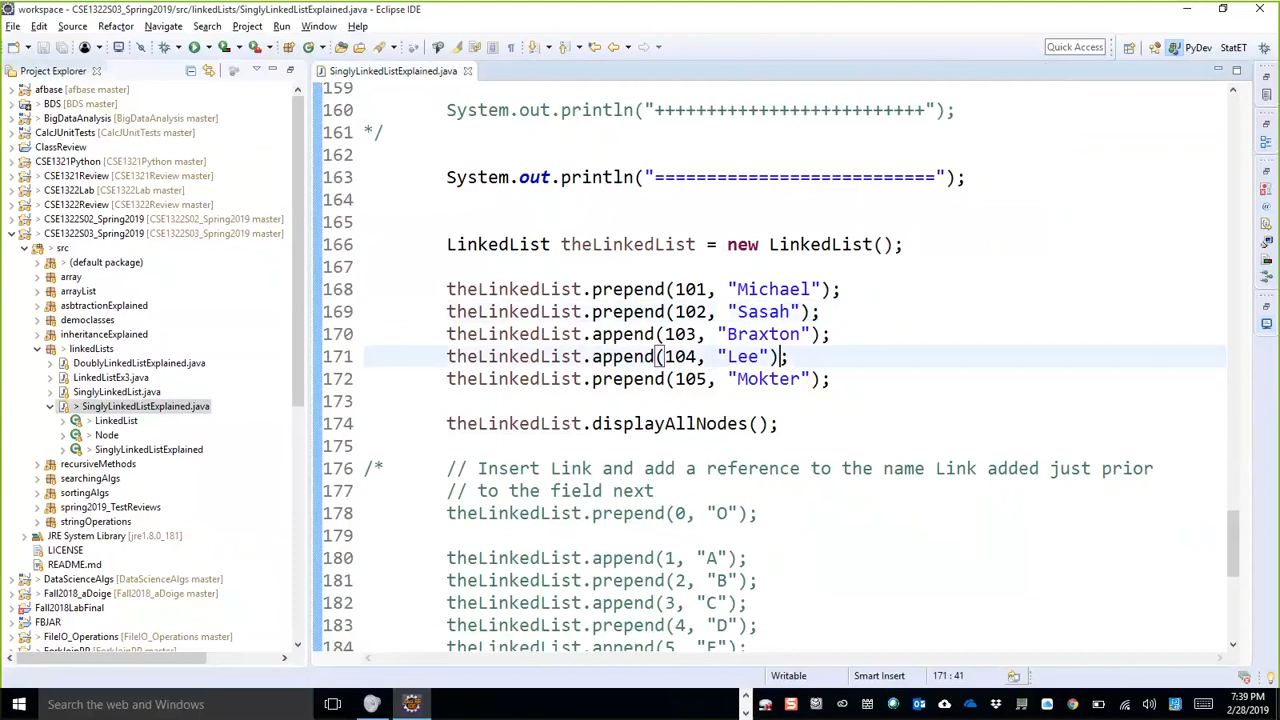 workspace - CSE1322S03_Spring2019/src/linkedLists/SinglyLinkedListExplained.java - Eclipse IDE
File Edit Source Refactor Navigate Search Project Run Window Help
Quick Access
PyDev
StatET
Project Explorer
afbase (master)
> BDS (master)
> BigDataAnalysis (master)
CalcJUnitTests (master)
ClassReview
CSE1321Python (master)
> CSE1321Review (master)
> CSE1322Lab (master)
> CSE1322Review (master)
> CSE1322S02_Spring2019 (CSE1322S03_Spring2019 master)
> CSE1322S03_Spring2019 (CSE1322S03_Spring2019 master)
> src
> (default package)
array
arrayList
asbtractionExplained
democlasses
inheritanceExplained
> linkedLists
> DoublyLinkedListExplained.java
> LinkedListEx3.java
SinglyLinkedList.java
> SinglyLinkedListExplained.java
> LinkedList
> Node
> SinglyLinkedListExplained
recursiveMethods
> searchingAlgs
sortingAlgs
> spring2019_TestReviews
> stringOperations
JRE System Library [jre1.8.0_181]
LICENSE
README.md
> DataScienceAlgs (DataScienceAlgs master)
> Fall2018_aDoige (master)
Fall2018LabFinal
FBJAR
> FileIO_Operations (FileIO_Operations master)
SinglyLinkedListExplained.java
159
160 System.out.println("++++++++++++++++++++++++++");
161 */
162
163 System.out.println("===========================");
164
165
166 LinkedList theLinkedList = new LinkedList();
167
168 theLinkedList.prepend(101, "Michael");
169 theLinkedList.prepend(102, "Sasah");
170 theLinkedList.append(103, "Braxton");
171 theLinkedList.append(104, "Lee");
172 theLinkedList.prepend(105, "Mokter");
173
174 theLinkedList.displayAllNodes();
175
176 /* // Insert Link and add a reference to the name Link added just prior
177 // to the field next
178 theLinkedList.prepend(0, "O");
179
180 theLinkedList.append(1, "A");
181 theLinkedList.prepend(2, "B");
182 theLinkedList.append(3, "C");
183 theLinkedList.prepend(4, "D");
184 theLinkedList.append(5, "E");
Writable
Smart Insert
171 : 41
Search the web and Windows
7:39 PM
2/28/2019